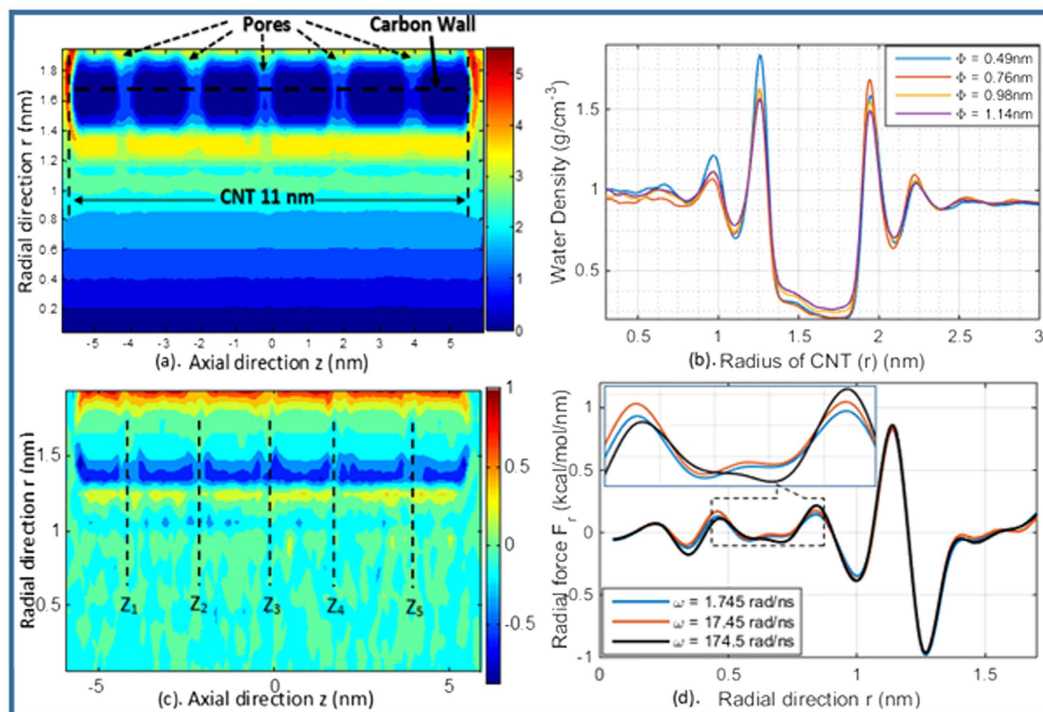 Pores
Carbon Wall
1.8
1.6
1.4
1.2
1
0.8
0.6
0.4
0.2
CNT 11 nm
-5
-4
-3
-2
-1
0
1
2
3
4
5
5
4
3
2
1
0
Radial direction r (nm)
(a). Axial direction z (nm)
Φ = 0.49nm
Φ = 0.76nm
Φ = 0.98nm
Φ = 1.14nm
Water Density (g/cm⁻³)
1.5
1
0.5
0.5
1
1.5
2
2.5
3
(b). Radius of CNT (r) (nm)
Radial direction r (nm)
1.5
1
0.5
Z₁
Z₂
Z₃
Z₄
Z₅
-5
0
5
1
0.5
0
-0.5
(c). Axial direction z (nm)
Radial force Fᵣ (kcal/mol/nm)
1
0.5
0
-1
ω = 1.745 rad/ns
ω = 17.45 rad/ns
ω = 174.5 rad/ns
0
0.5
1
1.5
(d). Radial direction r (nm)